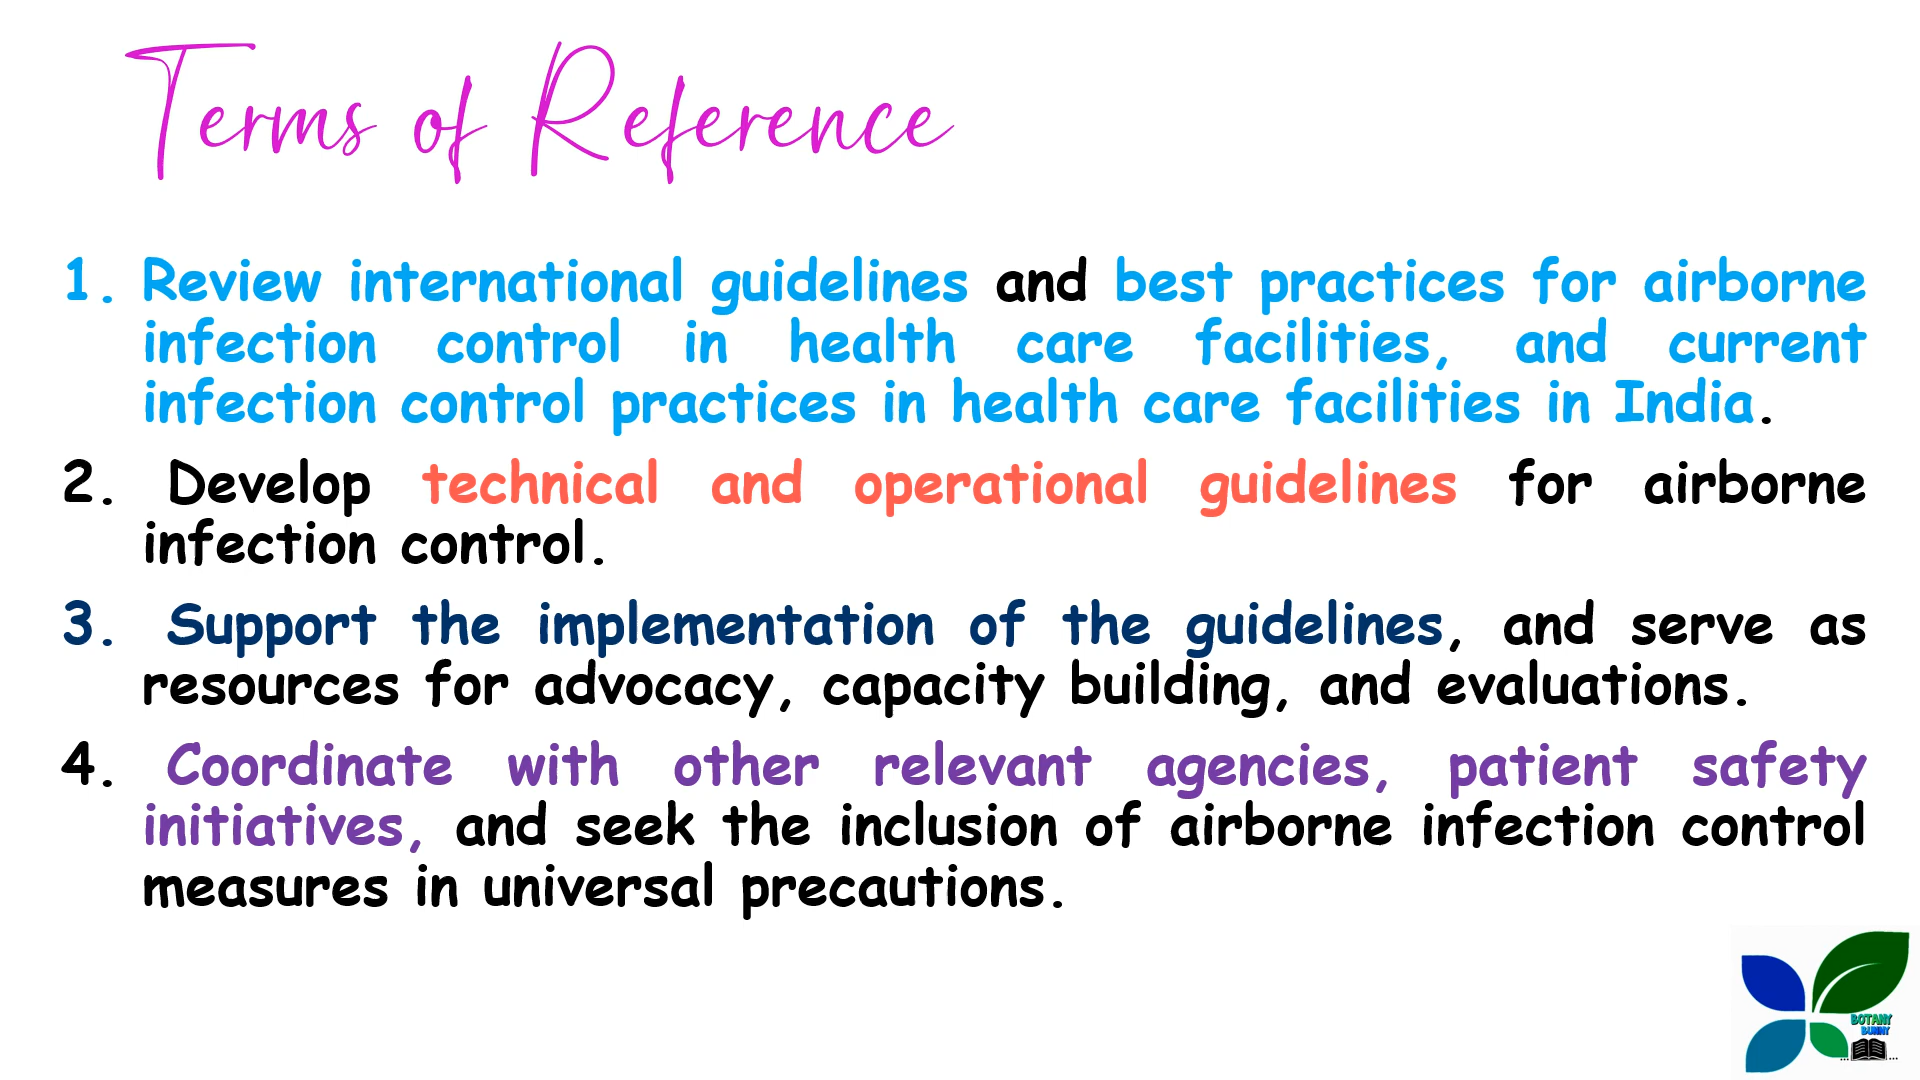 Terms of Reference
1. Review international guidelines and best practices for airborne
infection control in health care facilities, and current
infection control practices in health care facilities in India.
2. Develop technical and operational guidelines for airborne
infection control.
3. Support the implementation of the guidelines, and serve as
resources for advocacy, capacity building, and evaluations.
4. Coordinate with other relevant agencies, patient safety
initiatives, and seek the inclusion of airborne infection control
measures in universal precautions.
BOTANY
BUNNY